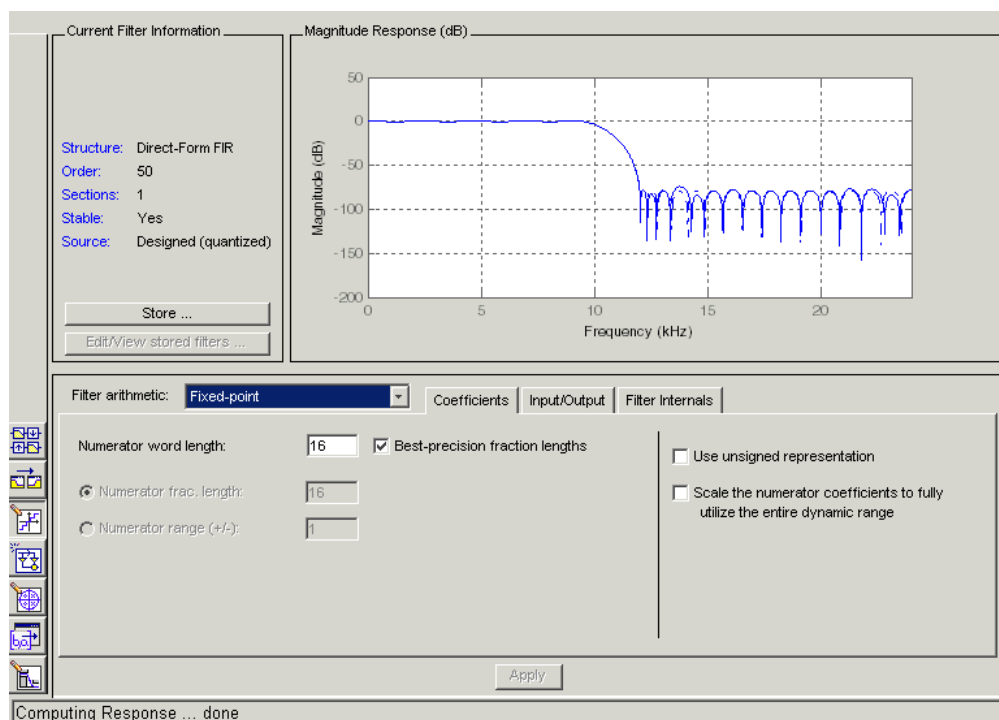 Current Filter Information
Structure: Direct-Form FIR
Order: 50
Sections: 1
Stable: Yes
Source: Designed (quantized)
Store ...
Edit/View stored filters ...
Magnitude Response (dB)
50
0
-50
-100
-150
-200
Magnitude (dB)
0 5 10 15 20
Frequency (kHz)
Filter arithmetic: Fixed-point
Coefficients Input/Output Filter Internals
Numerator word length: 16 Best-precision fraction lengths
Numerator frac. length: 16
Numerator range (+/-): 1
Use unsigned representation
Scale the numerator coefficients to fully
utilize the entire dynamic range
Apply
[b,a]
Computing Response ... done